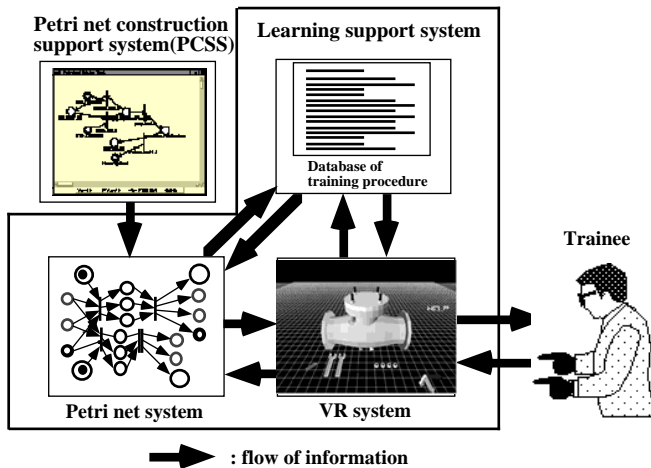 Petri net construction
support system(PCSS)
Learning support system
Database of
training procedure
Trainee
HELP
Petri net system
VR system
: flow of information